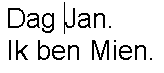 Dag Jan.
Ik ben Mien.